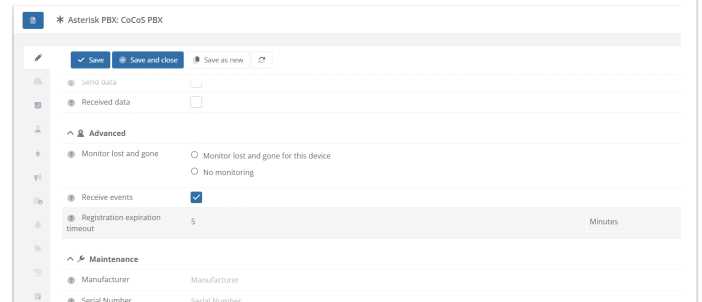 Asterisk PBX: CoCoS PBX
Save
Save and close
Save as new
Send data
Received data
Advanced
Monitor lost and gone
Monitor lost and gone for this device
No monitoring
Receive events
Registration expiration
timeout
5
Minutes
Maintenance
Manufacturer
Manufacturer
Serial Number
Serial Number